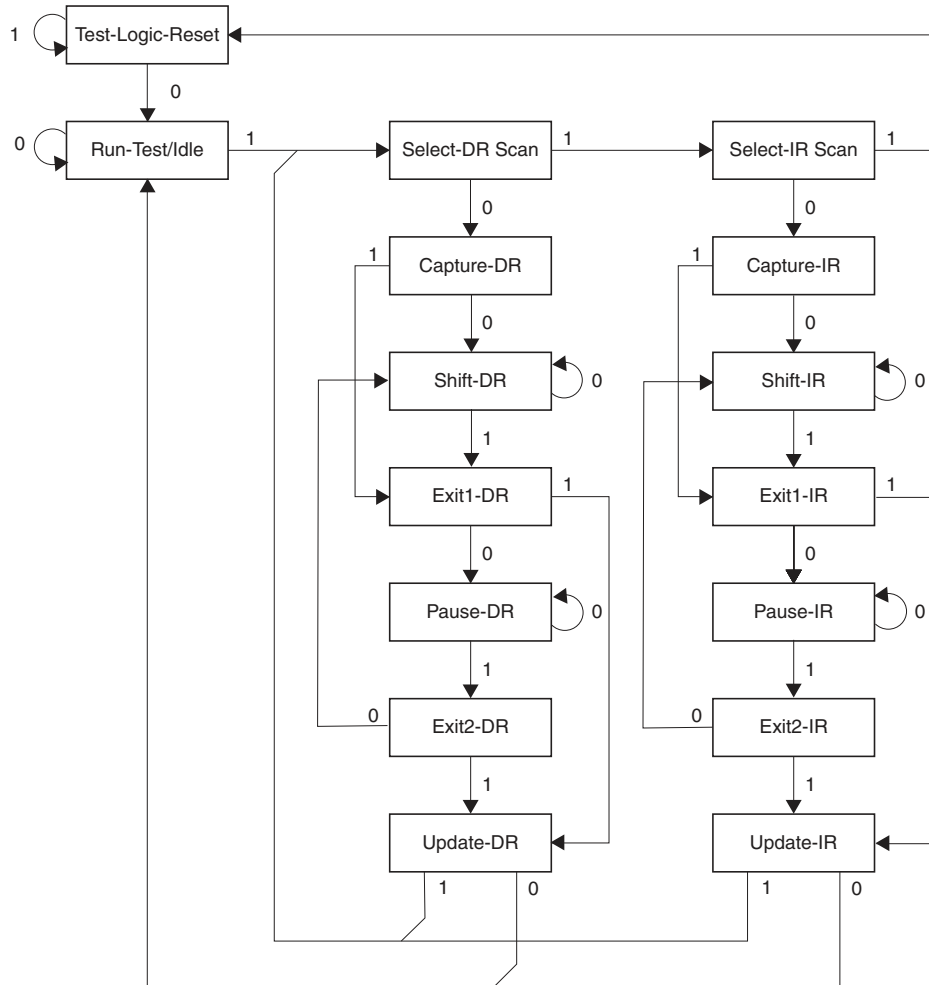 1 Test-Logic-Reset
0
0 Run-Test/Idle 1 Select-DR Scan 1 Select-IR Scan 1
0 0
1 Capture-DR 1 Capture-IR
0 0
Shift-DR 0 Shift-IR 0
1 1
Exit1-DR 1 Exit1-IR 1
0 0
Pause-DR 0 Pause-IR 0
1 1
0 Exit2-DR 0 Exit2-IR
1 1
Update-DR Update-IR
1 0 1 0